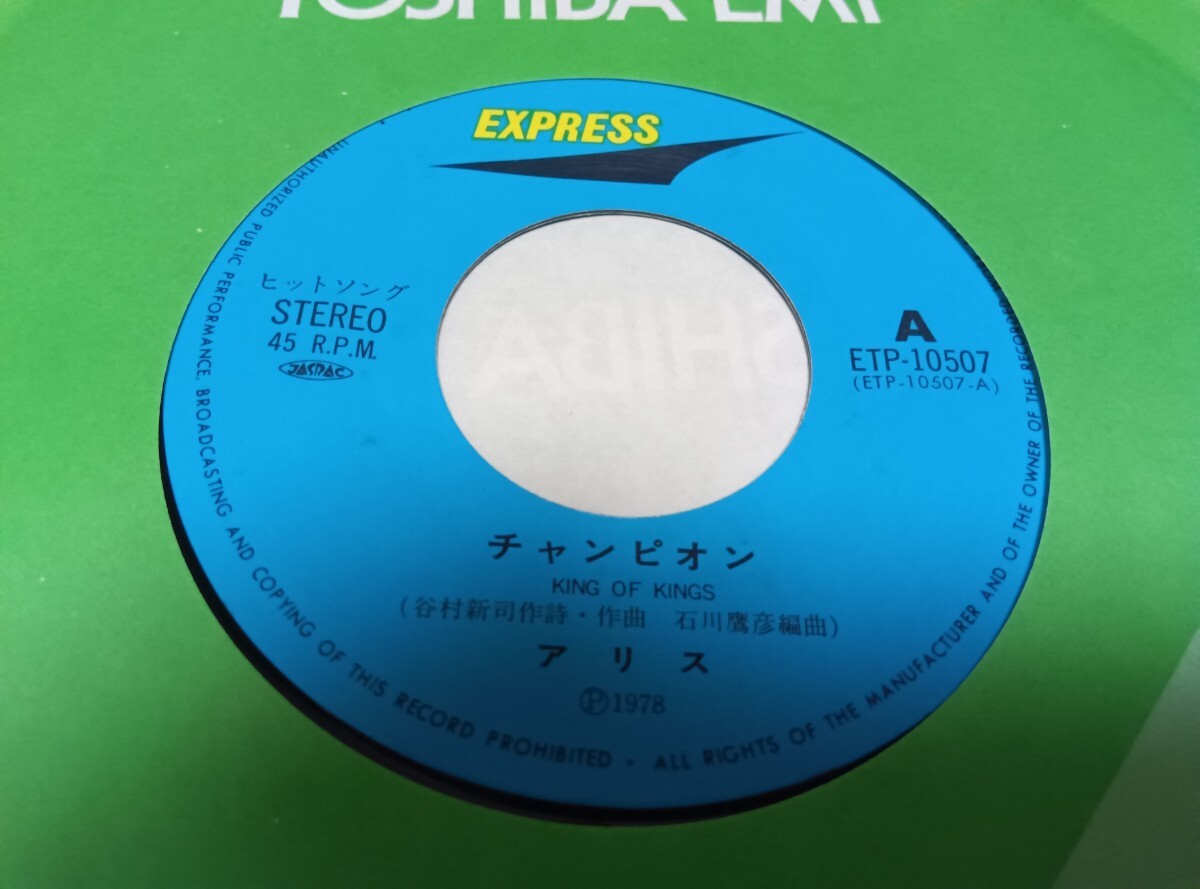 TOSHIBA EMI
EXPRESS
ヒットソング
STEREO
45 R.P.M.
JASRAC
A
ETP-10507
(ETP-10507-A)
SHIBA
チャンピオン
KING OF KINGS
(谷村新司作詩・作曲 石川鷹彦編曲)
アリス
Ⓟ1978
UNAUTHORIZED PUBLIC PERFORMANCE, BROADCASTING AND COPYING OF THIS RECORD PROHIBITED • ALL RIGHTS OF THE MANUFACTURER AND OF THE OWNER OF THE RECORDED